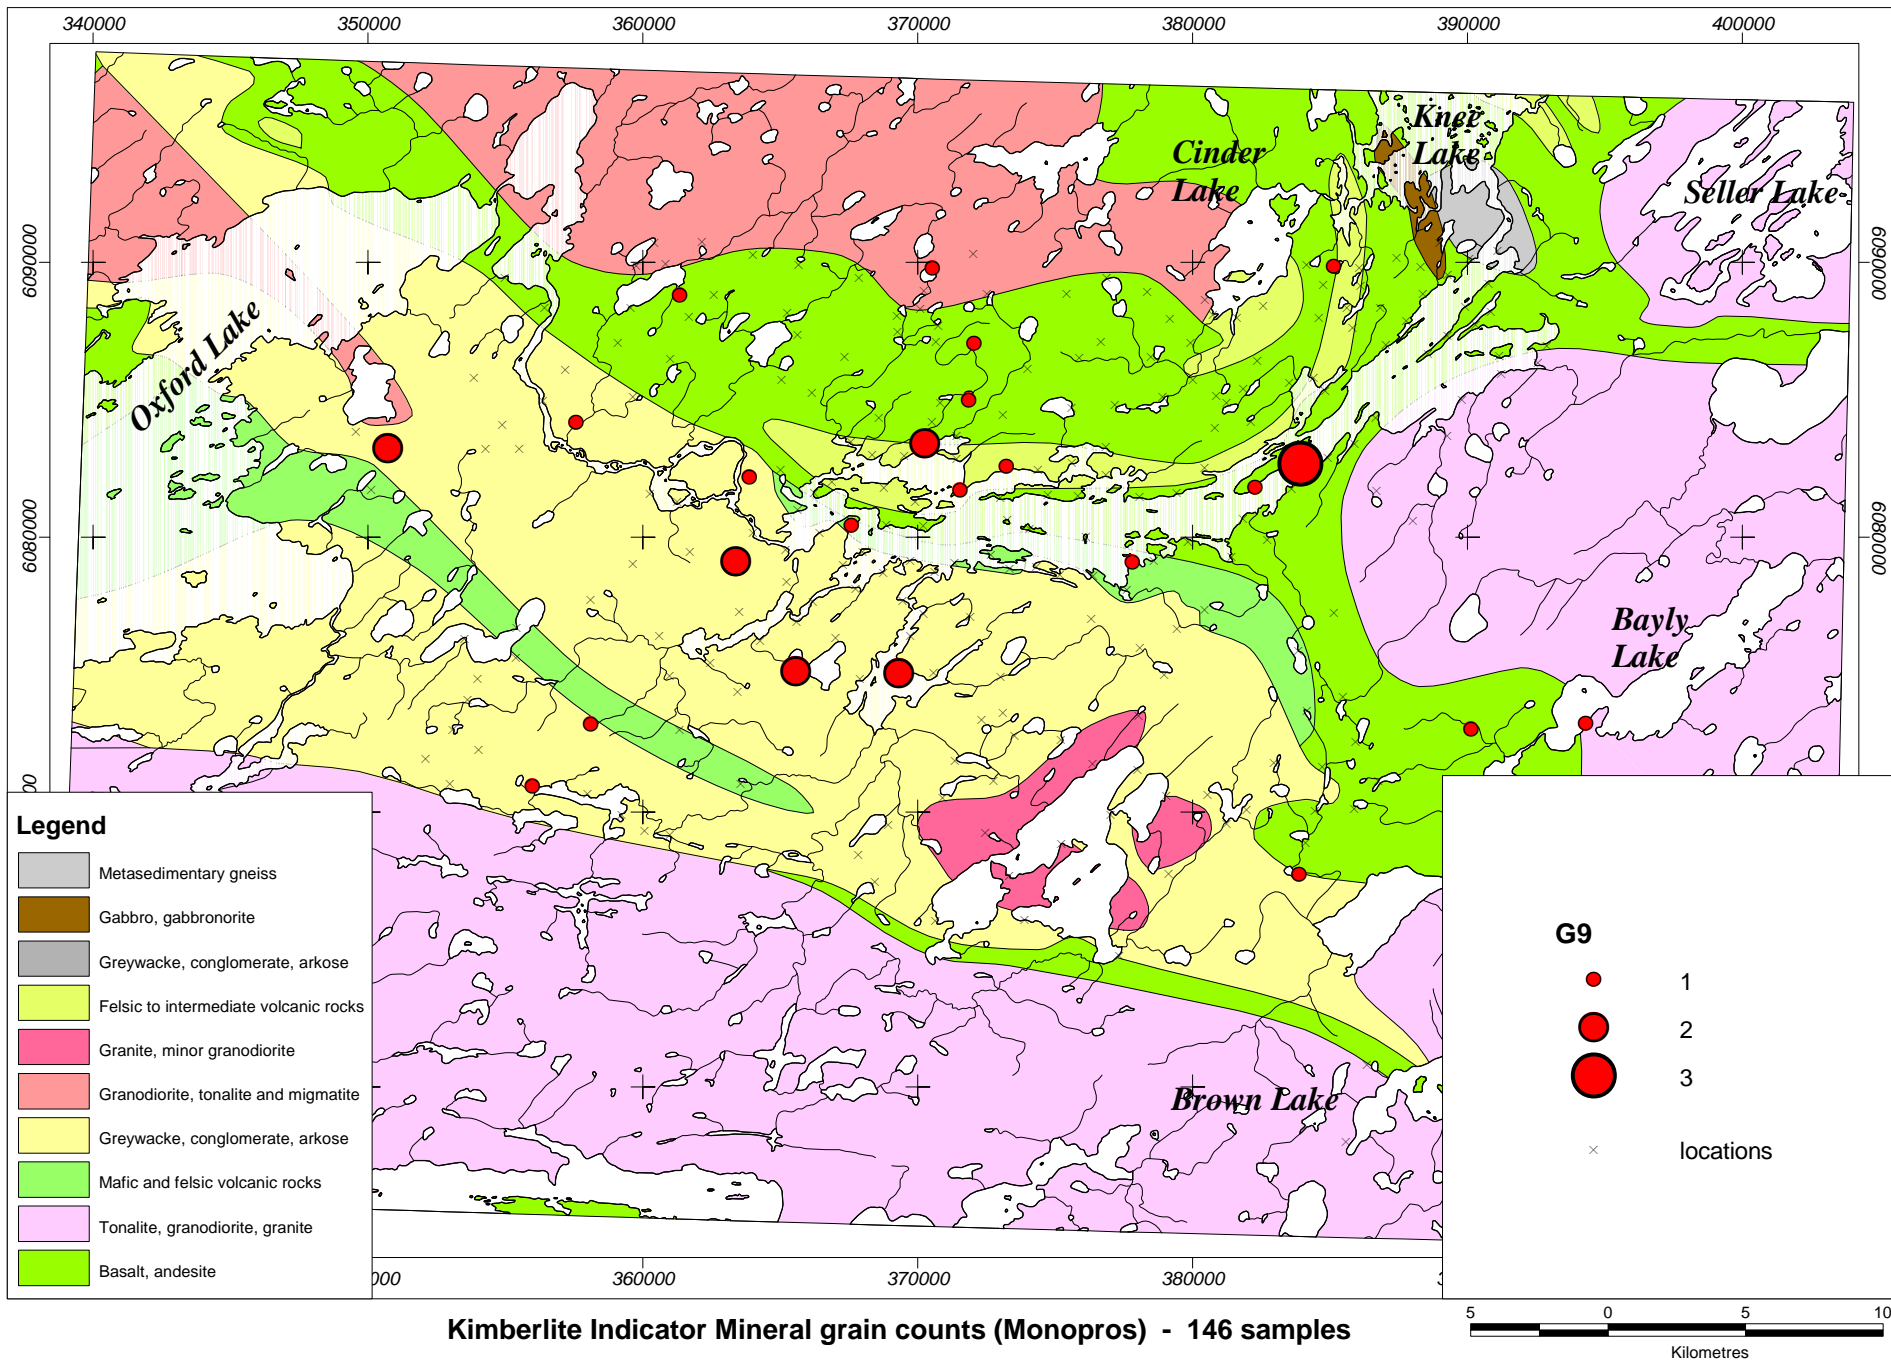 340000 350000 360000 370000 380000 390000 400000
Knee
Lake
Cinder
Lake
Seller Lake
6090000
6090000
Oxford Lake
6080000
6080000
Bayly
Lake
Brown Lake
Legend
Metasedimentary gneiss
Gabbro, gabbronorite
Greywacke, conglomerate, arkose
Felsic to intermediate volcanic rocks
Granite, minor granodiorite
Granodiorite, tonalite and migmatite
Greywacke, conglomerate, arkose
Mafic and felsic volcanic rocks
Tonalite, granodiorite, granite
Basalt, andesite
G9
1
2
3
locations
360000 370000 380000
Kimberlite Indicator Mineral grain counts (Monopros) - 146 samples
5 0 5 10
Kilometres